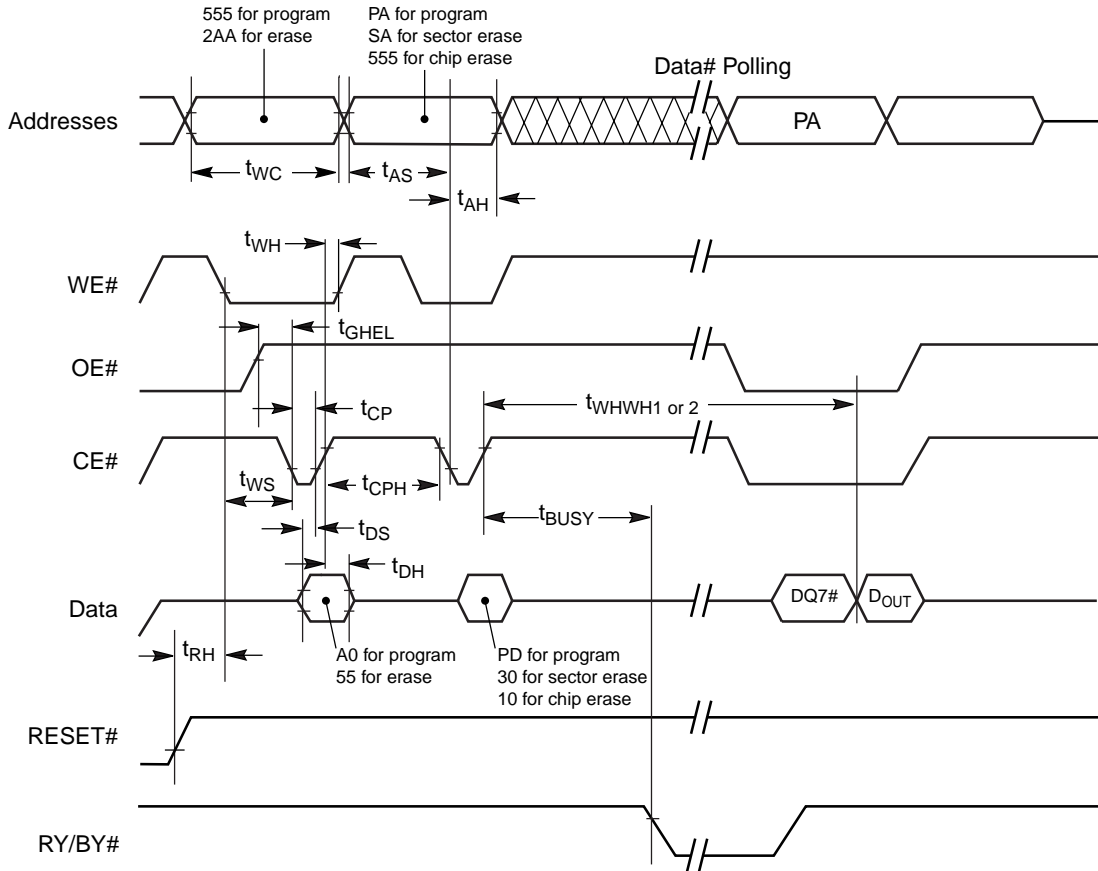 555 for program
2AA for erase
PA for program
SA for sector erase
555 for chip erase
Data# Polling
Addresses
PA
tWC
tAS
tAH
tWH
WE#
tGHEL
OE#
tWHWH1 or 2
tCP
CE#
tWS
tCPH
tBUSY
tDS
tDH
Data
DQ7#
DOUT
tRH
A0 for program
55 for erase
PD for program
30 for sector erase
10 for chip erase
RESET#
RY/BY#